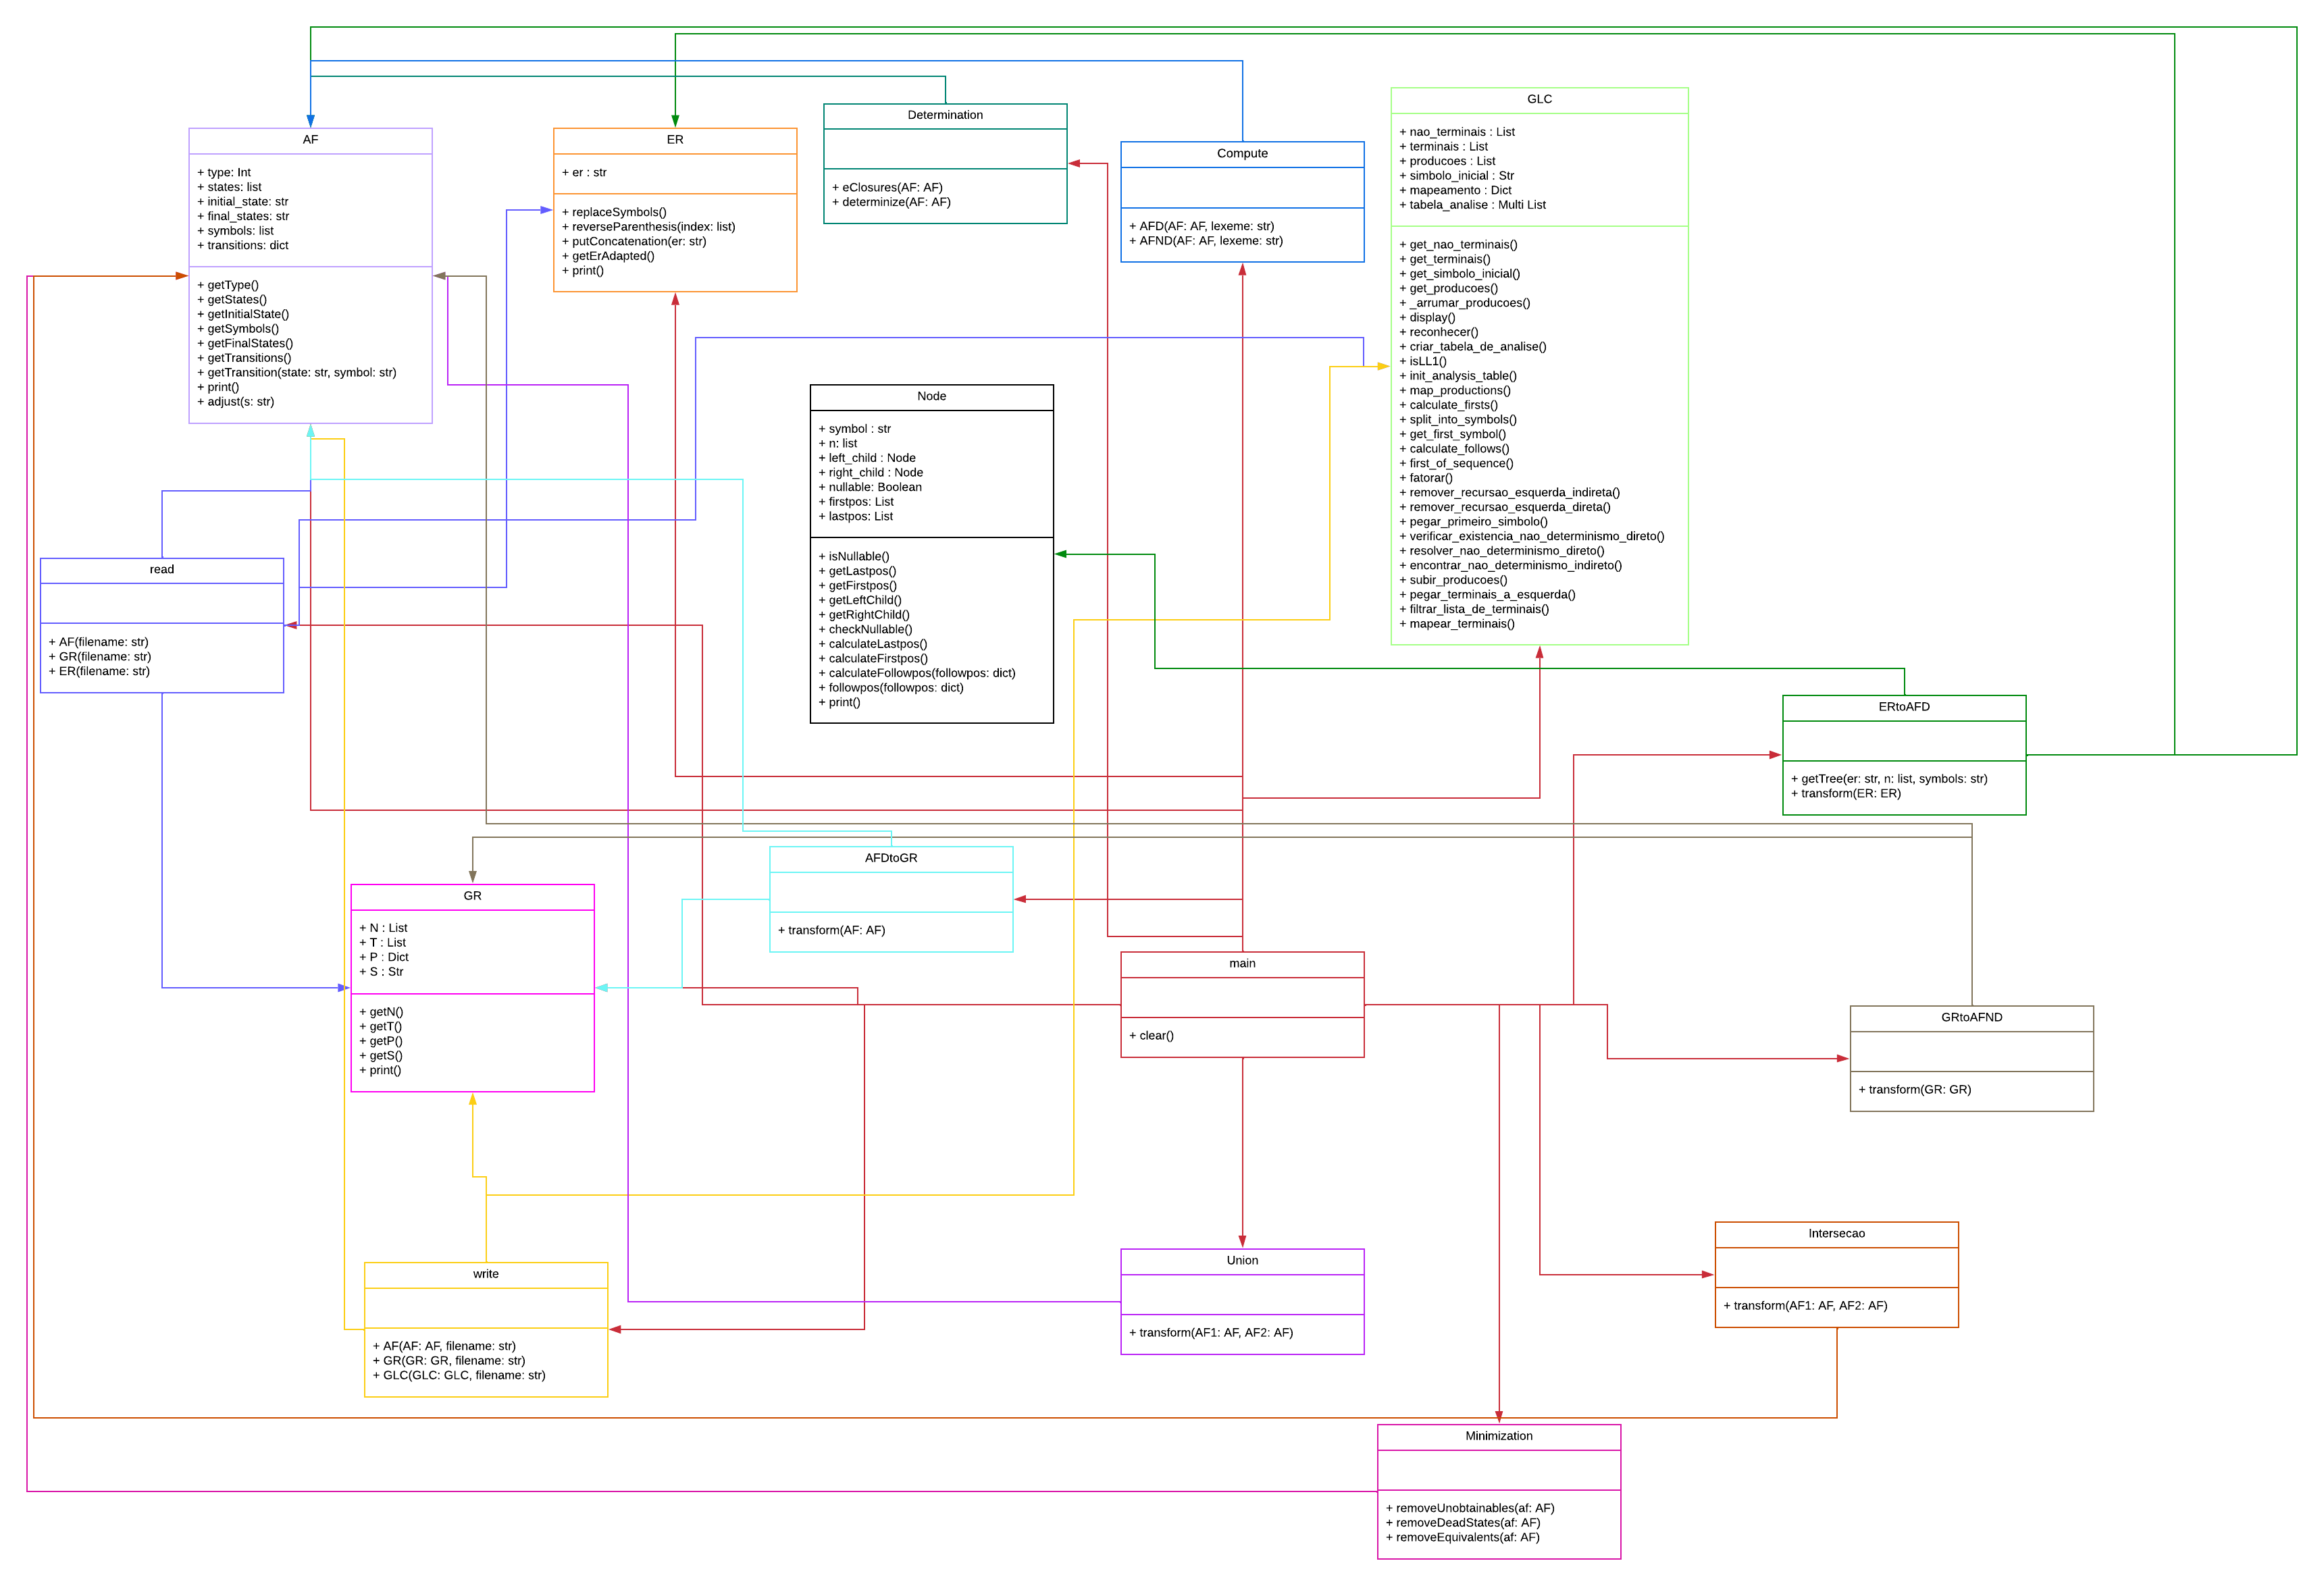 AF
+ type: Int
+ states: list
+ initial_state: str
+ final_states: str
+ symbols: list
+ transitions: dict
+ getType()
+ getStates()
+ getInitialState()
+ getSymbols()
+ getFinalStates()
+ getTransitions()
+ getTransition(state: str, symbol: str)
+ print()
+ adjust(s: str)
ER
+ er : str
+ replaceSymbols()
+ reverseParenthesis(index: list)
+ putConcatenation(er: str)
+ getErAdapted()
+ print()
Determination
+ eClosures(AF: AF)
+ determinize(AF: AF)
Compute
+ AFD(AF: AF, lexeme: str)
+ AFND(AF: AF, lexeme: str)
GLC
+ nao_terminais : List
+ terminais : List
+ producoes : List
+ simbolo_inicial : Str
+ mapeamento : Dict
+ tabela_analise : Multi List
+ get_nao_terminais()
+ get_terminais()
+ get_simbolo_inicial()
+ get_producoes()
+ _arrumar_producoes()
+ display()
+ reconhecer()
+ criar_tabela_de_analise()
+ isLL1()
+ init_analysis_table()
+ map_productions()
+ calculate_firsts()
+ split_into_symbols()
+ get_first_symbol()
+ calculate_follows()
+ first_of_sequence()
+ fatorar()
+ remover_recursao_esquerda_indireta()
+ remover_recursao_esquerda_direta()
+ pegar_primeiro_simbolo()
+ verificar_existencia_nao_determinismo_direto()
+ resolver_nao_determinismo_direto()
+ encontrar_nao_determinismo_indireto()
+ subir_producoes()
+ pegar_terminais_a_esquerda()
+ filtrar_lista_de_terminais()
+ mapear_terminais()
Node
+ symbol : str
+ n: list
+ left_child : Node
+ right_child : Node
+ nullable: Boolean
+ firstpos: List
+ lastpos: List
+ isNullable()
+ getLastpos()
+ getFirstpos()
+ getLeftChild()
+ getRightChild()
+ checkNullable()
+ calculateLastpos()
+ calculateFirstpos()
+ calculateFollowpos(followpos: dict)
+ followpos(followpos: dict)
+ print()
read
+ AF(filename: str)
+ GR(filename: str)
+ ER(filename: str)
ERtoAFD
+ getTree(er: str, n: list, symbols: str)
+ transform(ER: ER)
AFDtoGR
+ transform(AF: AF)
GR
+ N : List
+ T : List
+ P : Dict
+ S : Str
+ getN()
+ getT()
+ getP()
+ getS()
+ print()
main
+ clear()
GRtoAFND
+ transform(GR: GR)
write
+ AF(AF: AF, filename: str)
+ GR(GR: GR, filename: str)
+ GLC(GLC: GLC, filename: str)
Union
+ transform(AF1: AF, AF2: AF)
Intersecao
+ transform(AF1: AF, AF2: AF)
Minimization
+ removeUnobtainables(af: AF)
+ removeDeadStates(af: AF)
+ removeEquivalents(af: AF)